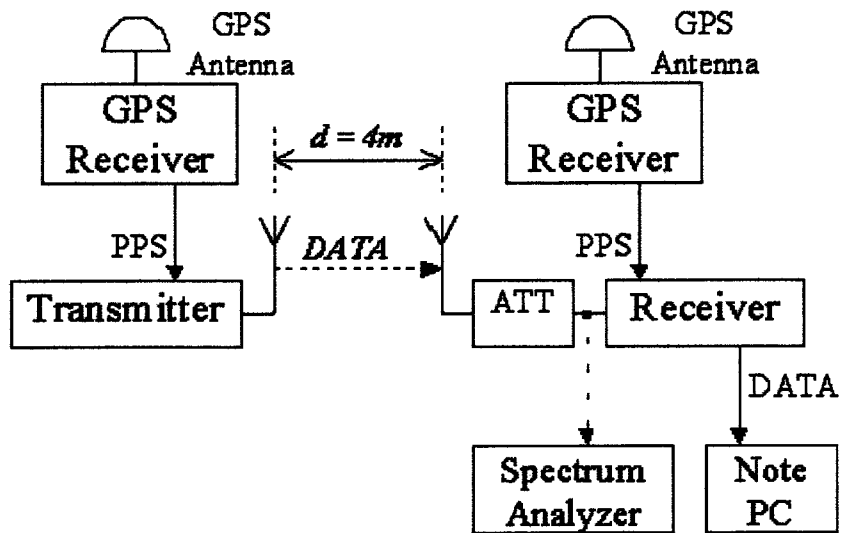 GPS
Antenna
GPS
Receiver
d = 4m
GPS
Antenna
GPS
Receiver
PPS
DATA
PPS
Transmitter
ATT
Receiver
DATA
Spectrum
Analyzer
Note
PC